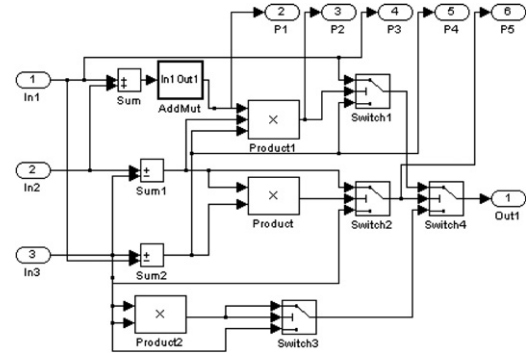 2
3
4
5
6
P1
P2
P3
P4
P5
1
In1
±
Sum
In1 Out1
AddMut
×
Product1
Switch1
2
In2
±
Sum1
×
Product
Switch2
Switch4
1
Out1
3
In3
±
Sum2
×
Product2
Switch3